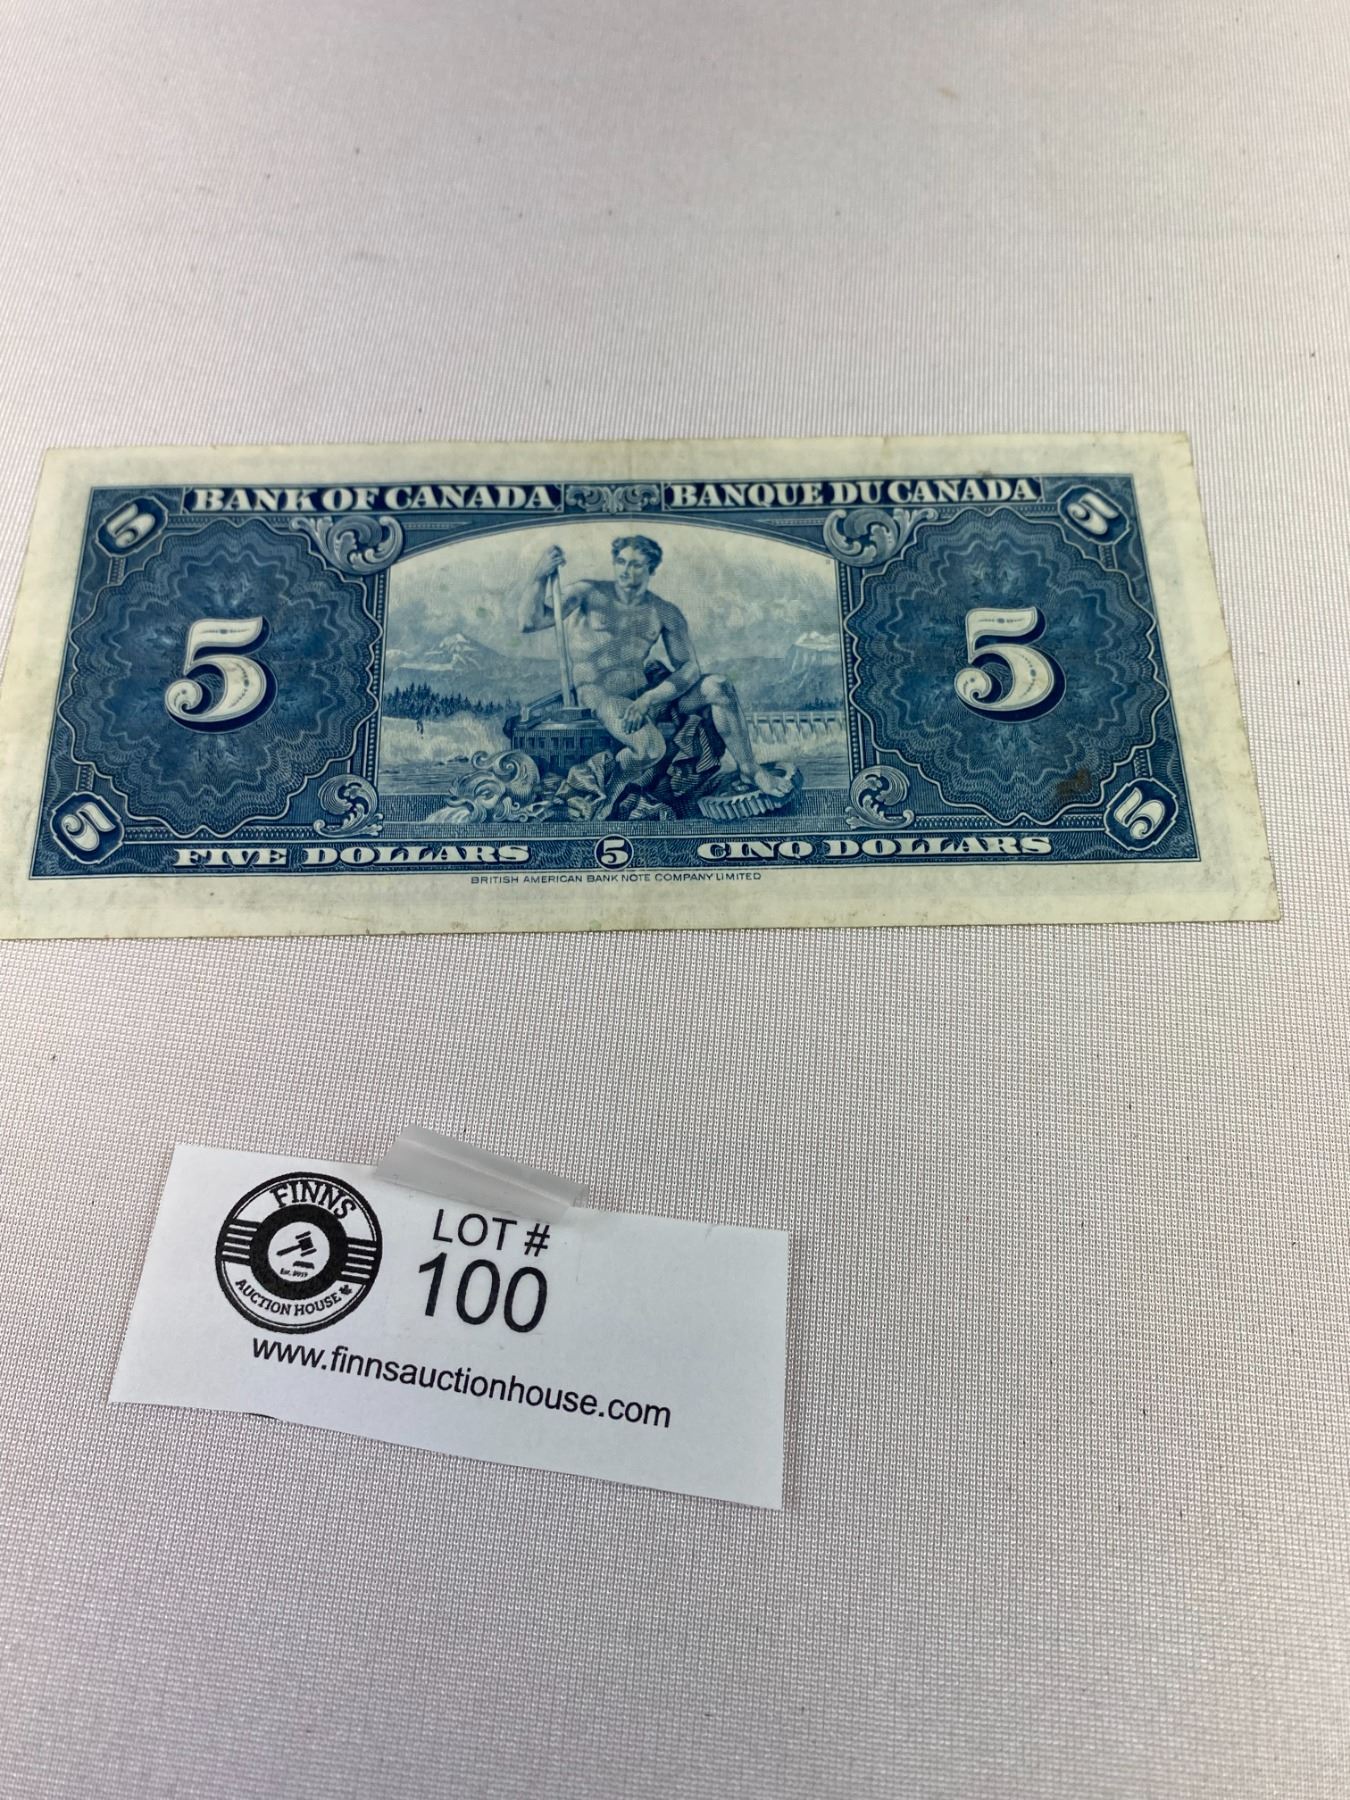 5 BANK OF CANADA BANQUE DU CANADA 5
5 5
5 FIVE DOLLARS 5 CINQ DOLLARS 5
BRITISH AMERICAN BANK NOTE COMPANY LIMITED
FINNS
AUCTION HOUSE
LOT #
100
www.finnsauctionhouse.com